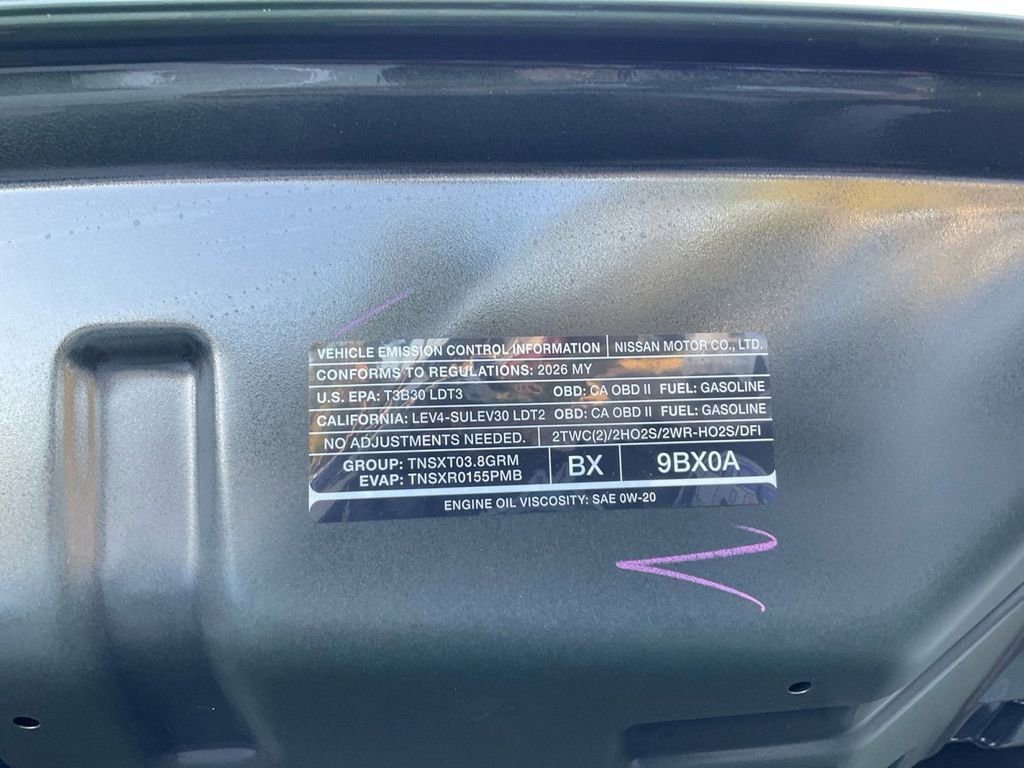 VEHICLE EMISSION CONTROL INFORMATION NISSAN MOTOR CO., LTD.
CONFORMS TO REGULATIONS: 2026 MY
U.S. EPA: T3B30 LDT3 OBD: CA OBD II FUEL: GASOLINE
CALIFORNIA: LEV4-SULEV30 LDT2 OBD: CA OBD II FUEL: GASOLINE
NO ADJUSTMENTS NEEDED. 2TWC(2)/2HO2S/2WR-HO2S/DFI
GROUP: TNSXT03.8GRM BX 9BX0A
EVAP: TNSXR0155PMB
ENGINE OIL VISCOSITY: SAE 0W-20